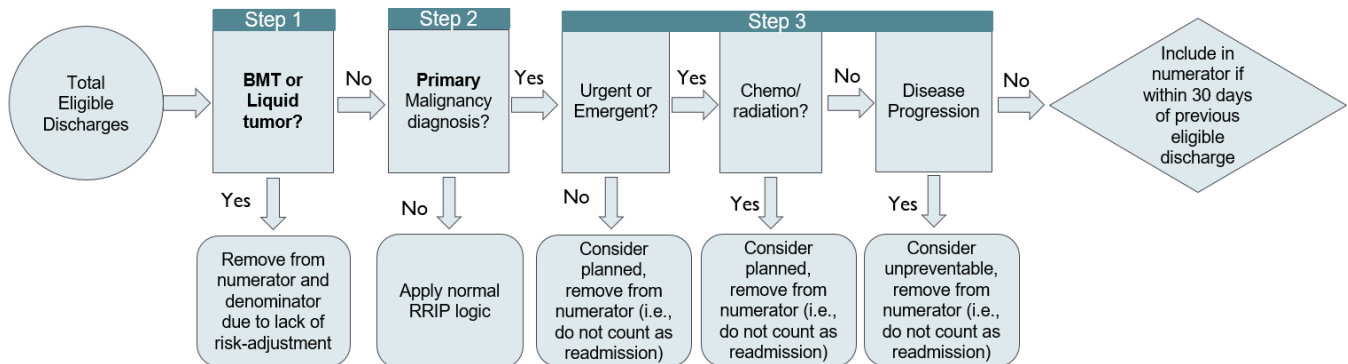 Step 1
Step 2
Step 3
Total
Eligible
Discharges
BMT or
Liquid
tumor?
No
Primary
Malignancy
diagnosis?
Yes
Urgent or
Emergent?
Yes
Chemo/
radiation?
No
Disease
Progression
No
Include in
numerator if
within 30 days
of previous
eligible
discharge
Yes
No
No
Yes
Yes
Remove from
numerator and
denominator
due to lack of
risk-adjustment
Apply normal
RRIP logic
Consider
planned,
remove from
numerator (i.e.,
do not count as
readmission)
Consider
planned,
remove from
numerator (i.e.,
do not count as
readmission)
Consider
unpreventable,
remove from
numerator (i.e.,
do not count as
readmission)